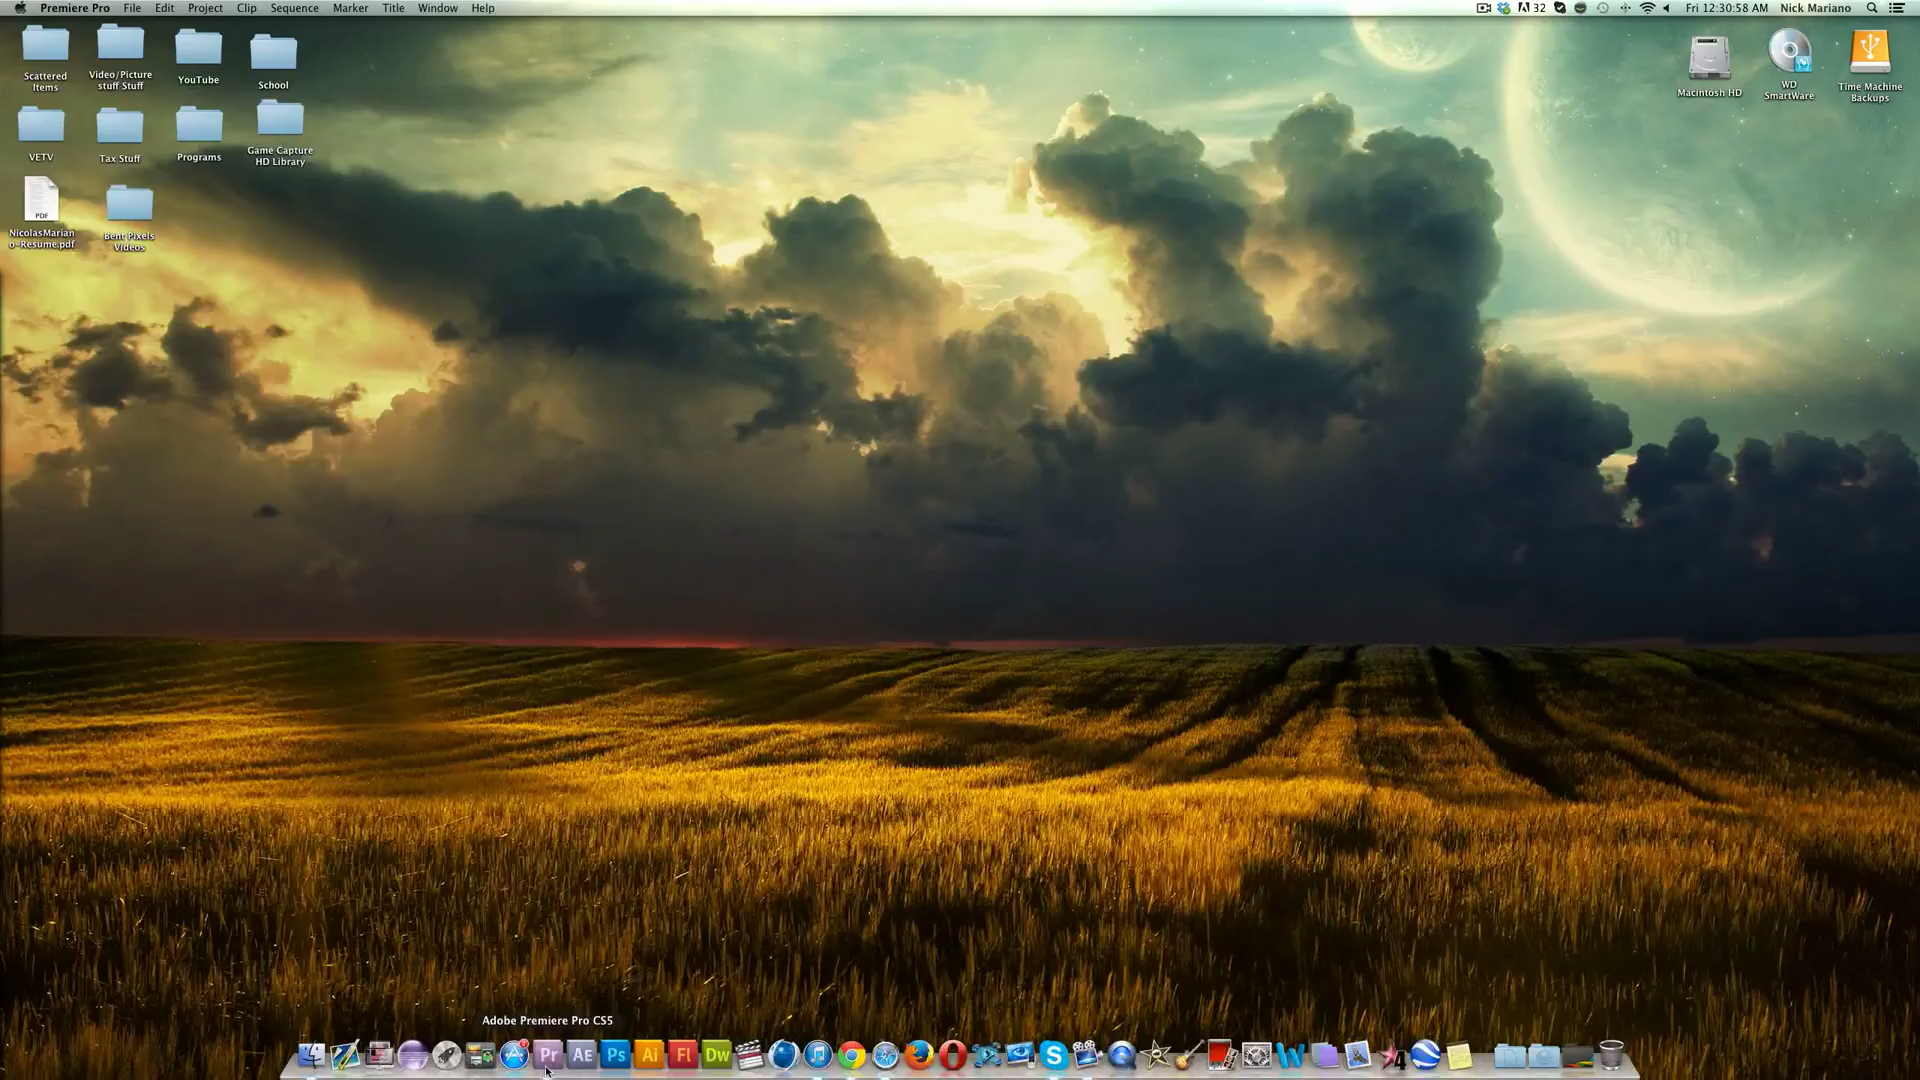 Premiere Pro File Edit Project Clip Sequence Marker Title Window Help
32 Fri 12:30:58 AM Nick Mariano
Scattered
Items
Video/Picture
stuff Stuff
YouTube
School
Macintosh HD
WD
SmartWare
Time Machine
Backups
VETV
Tax Stuff
Programs
Game Capture
HD Library
PDF
NicolasMarian
o-Resume.pdf
Bent Pixels
Videos
Adobe Premiere Pro CS5
Pr AE Ps Ai Fl Dw